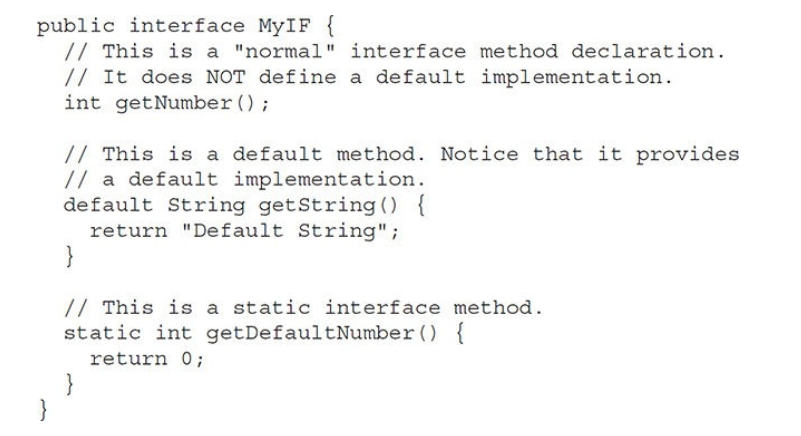 public interface MyIF {
// This is a "normal" interface method declaration.
// It does NOT define a default implementation.
int getNumber();
// This is a default method. Notice that it provides
// a default implementation.
default String getString() {
return "Default String";
}
// This is a static interface method.
static int getDefaultNumber() {
return 0;
}
}